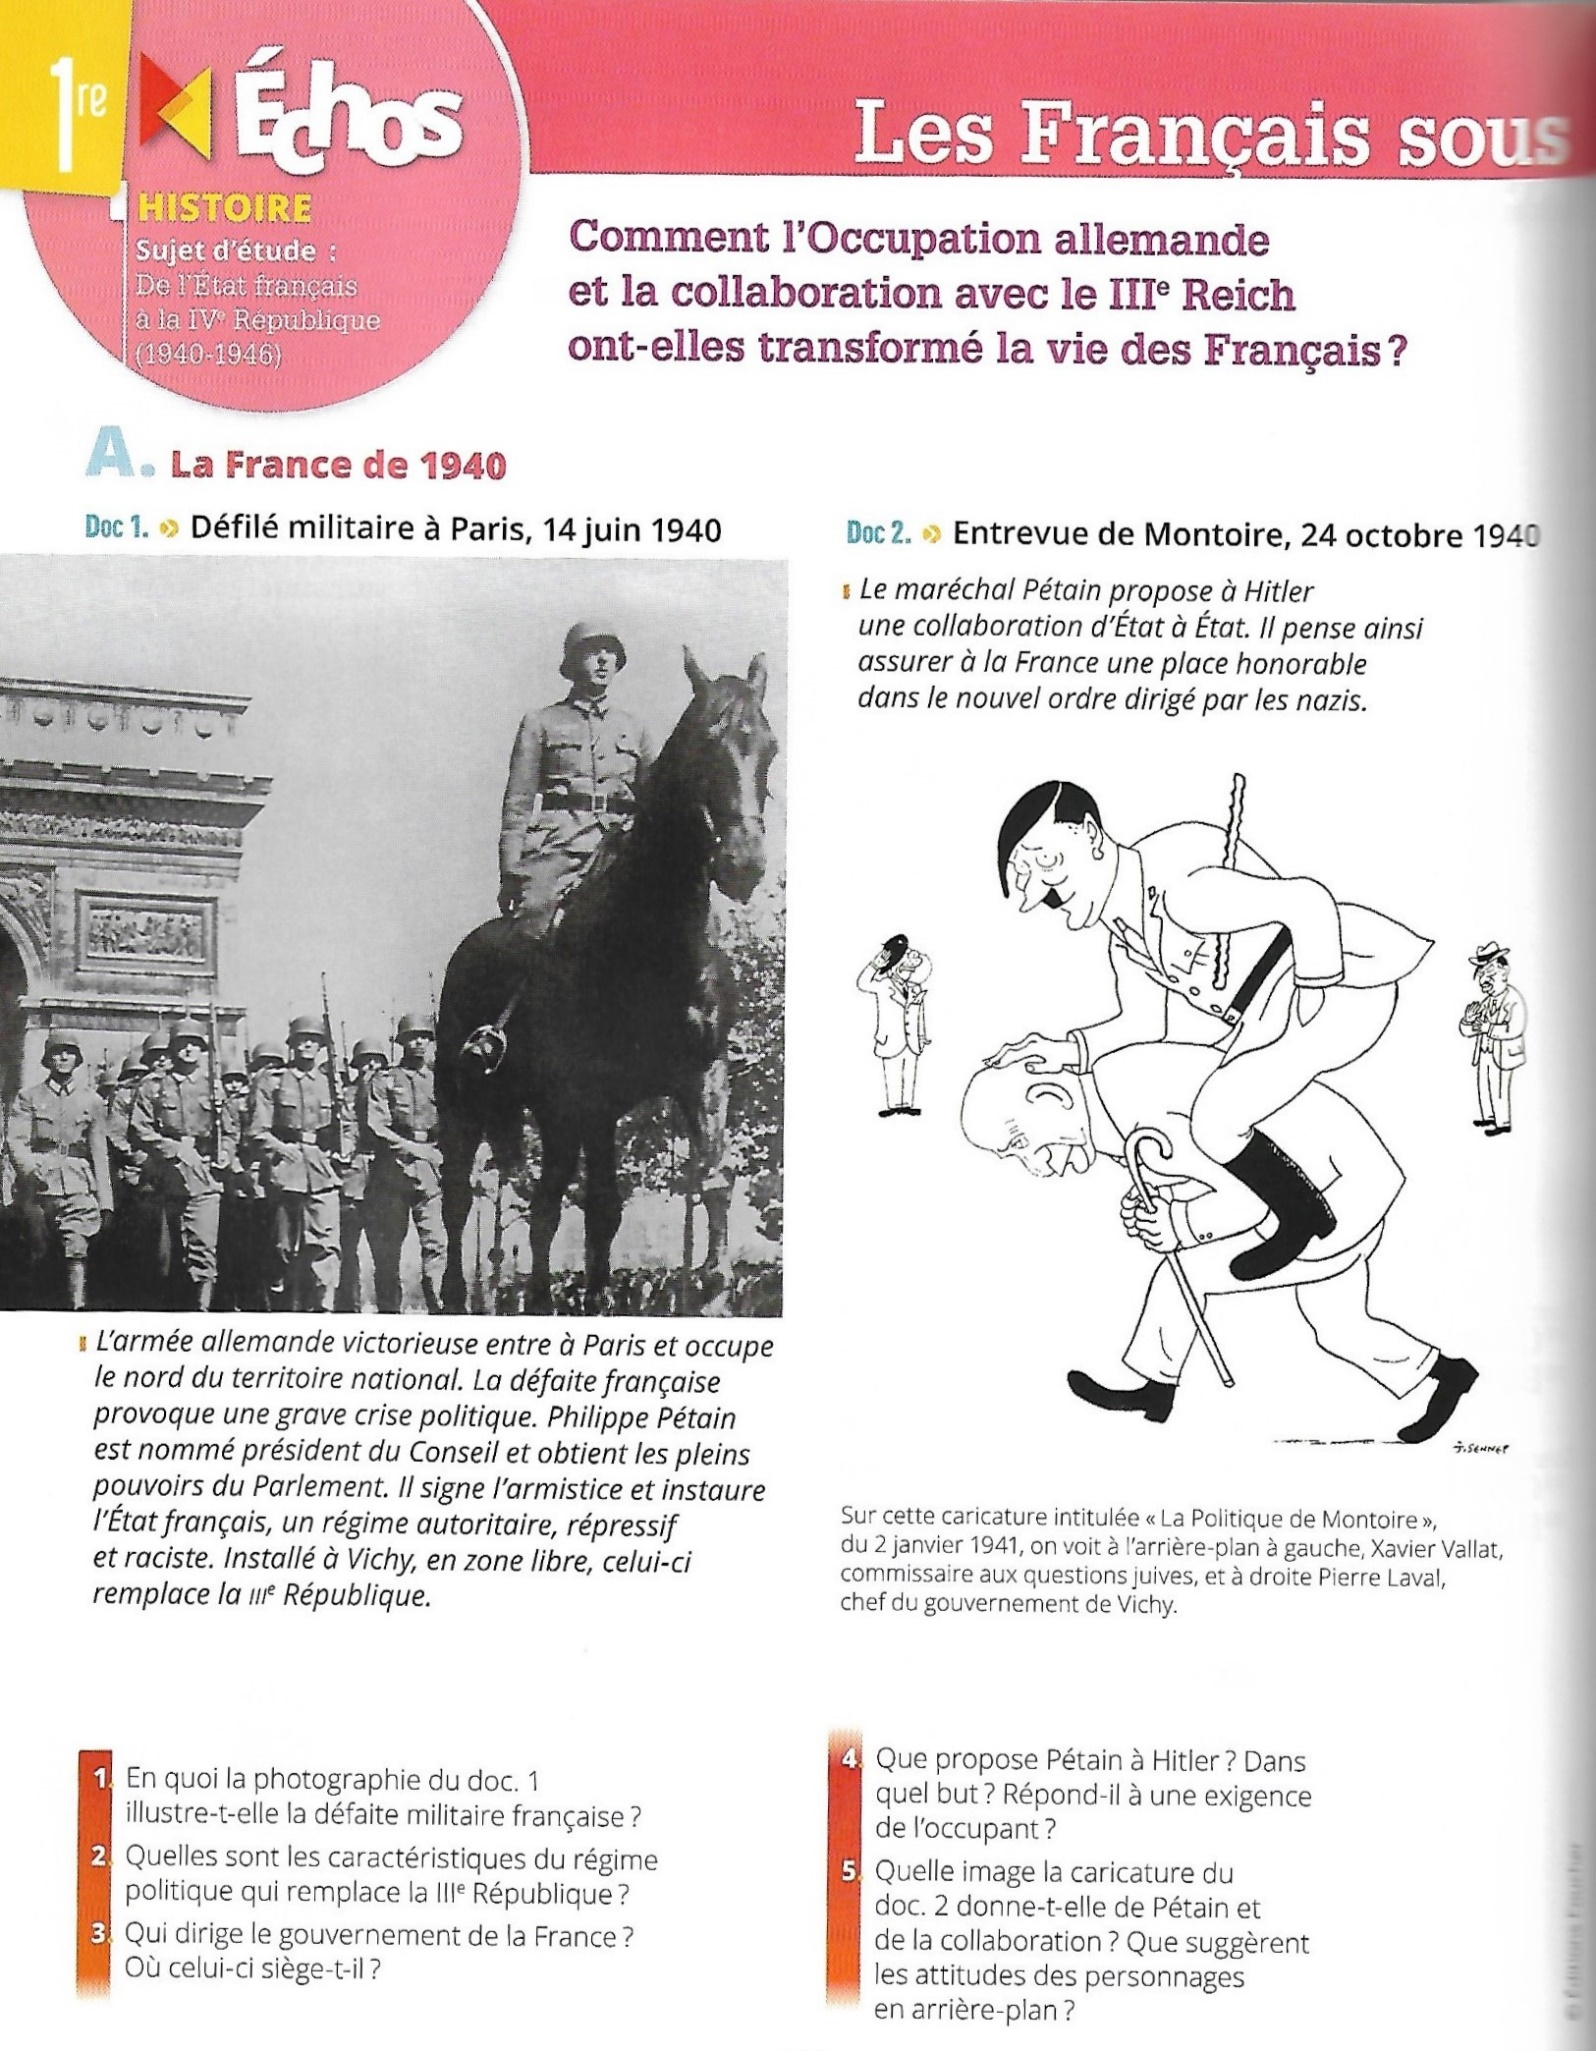 1re
Échos
HISTOIRE
Sujet d'étude :
De l'État français
à la IVe République
(1940-1946)
Les Français sous
Comment l'Occupation allemande
et la collaboration avec le IIIe Reich
ont-elles transformé la vie des Français ?
A. La France de 1940
Doc 1. Défilé militaire à Paris, 14 juin 1940
L'armée allemande victorieuse entre à Paris et occupe
le nord du territoire national. La défaite française
provoque une grave crise politique. Philippe Pétain
est nommé président du Conseil et obtient les pleins
pouvoirs du Parlement. Il signe l'armistice et instaure
l'État français, un régime autoritaire, répressif
et raciste. Installé à Vichy, en zone libre, celui-ci
remplace la IIIe République.
Doc 2. Entrevue de Montoire, 24 octobre 1940
Le maréchal Pétain propose à Hitler
une collaboration d'État à État. Il pense ainsi
assurer à la France une place honorable
dans le nouvel ordre dirigé par les nazis.
J. SENNEP
Sur cette caricature intitulée « La Politique de Montoire »,
du 2 janvier 1941, on voit à l'arrière-plan à gauche, Xavier Vallat,
commissaire aux questions juives, et à droite Pierre Laval,
chef du gouvernement de Vichy.
1. En quoi la photographie du doc. 1
illustre-t-elle la défaite militaire française ?
2. Quelles sont les caractéristiques du régime
politique qui remplace la IIIe République ?
3. Qui dirige le gouvernement de la France ?
Où celui-ci siège-t-il ?
4. Que propose Pétain à Hitler ? Dans
quel but ? Répond-il à une exigence
de l'occupant ?
5. Quelle image la caricature du
doc. 2 donne-t-elle de Pétain et
de la collaboration ? Que suggèrent
les attitudes des personnages
en arrière-plan ?